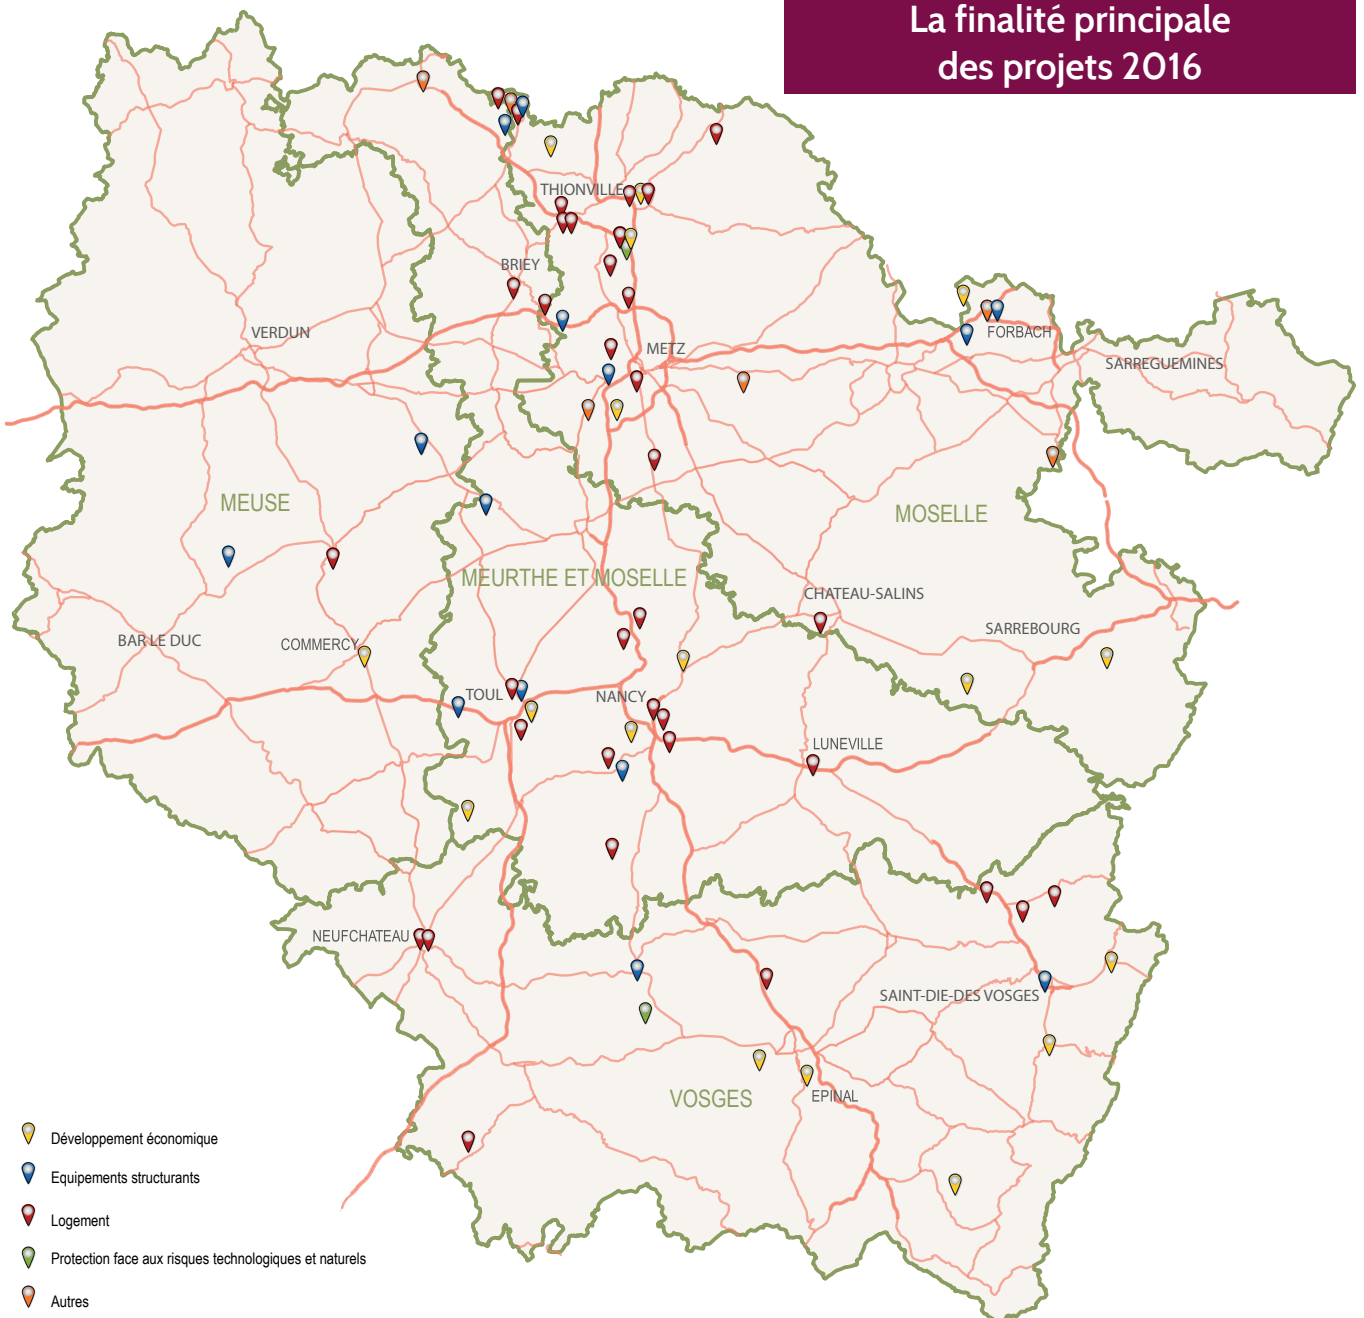 La finalité principale
des projets 2016
THIONVILLE
BRIEY
VERDUN
METZ
FORBACH
SARREGUEMINES
MEUSE
MOSELLE
MEURTHE ET MOSELLE
CHATEAU-SALINS
SARREBOURG
BAR LE DUC
COMMERCY
TOUL
NANCY
LUNEVILLE
NEUFCHATEAU
SAINT-DIE-DES VOSGES
VOSGES
EPINAL
Développement économique
Equipements structurants
Logement
Protection face aux risques technologiques et naturels
Autres